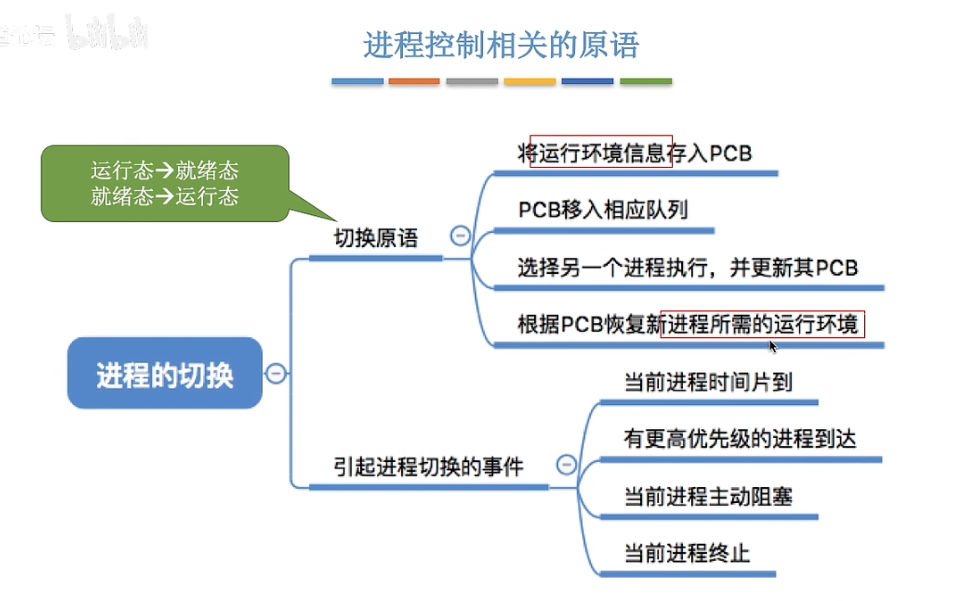 进程控制相关的原语
运行态→就绪态
就绪态→运行态
切换原语
将运行环境信息存入PCB
PCB移入相应队列
选择另一个进程执行，并更新其PCB
根据PCB恢复新进程所需的运行环境
进程的切换
引起进程切换的事件
当前进程时间片到
有更高优先级的进程到达
当前进程主动阻塞
当前进程终止